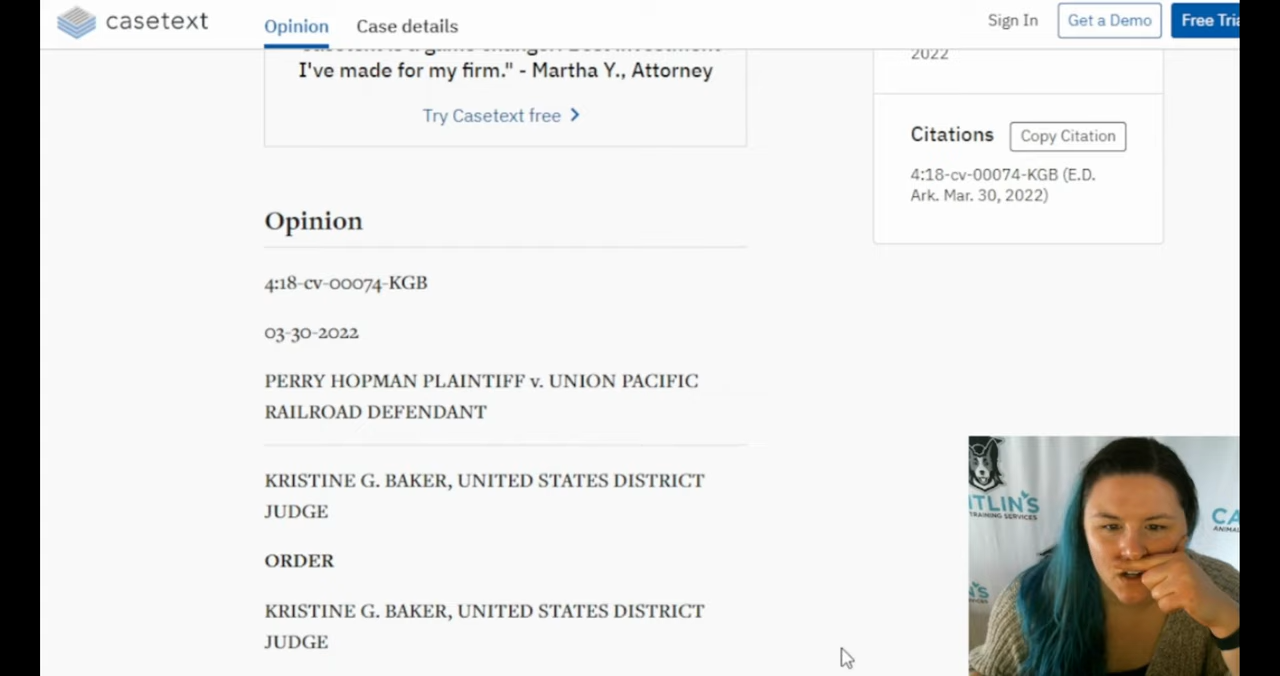 casetext
Opinion
Case details
Sign In
Get a Demo
Free
I've made for my firm." - Martha Y., Attorney
Try Casetext free
2022
Citations
Copy Citation
4:18-cv-00074-KGB (E.D.
Ark. Mar. 30, 2022)
Opinion
4:18-cv-00074-KGB
03-30-2022
PERRY HOPMAN PLAINTIFF v. UNION PACIFIC
RAILROAD DEFENDANT
KRISTINE G. BAKER, UNITED STATES DISTRICT
JUDGE
ORDER
KRISTINE G. BAKER, UNITED STATES DISTRICT
JUDGE
TRAINING SERVICES